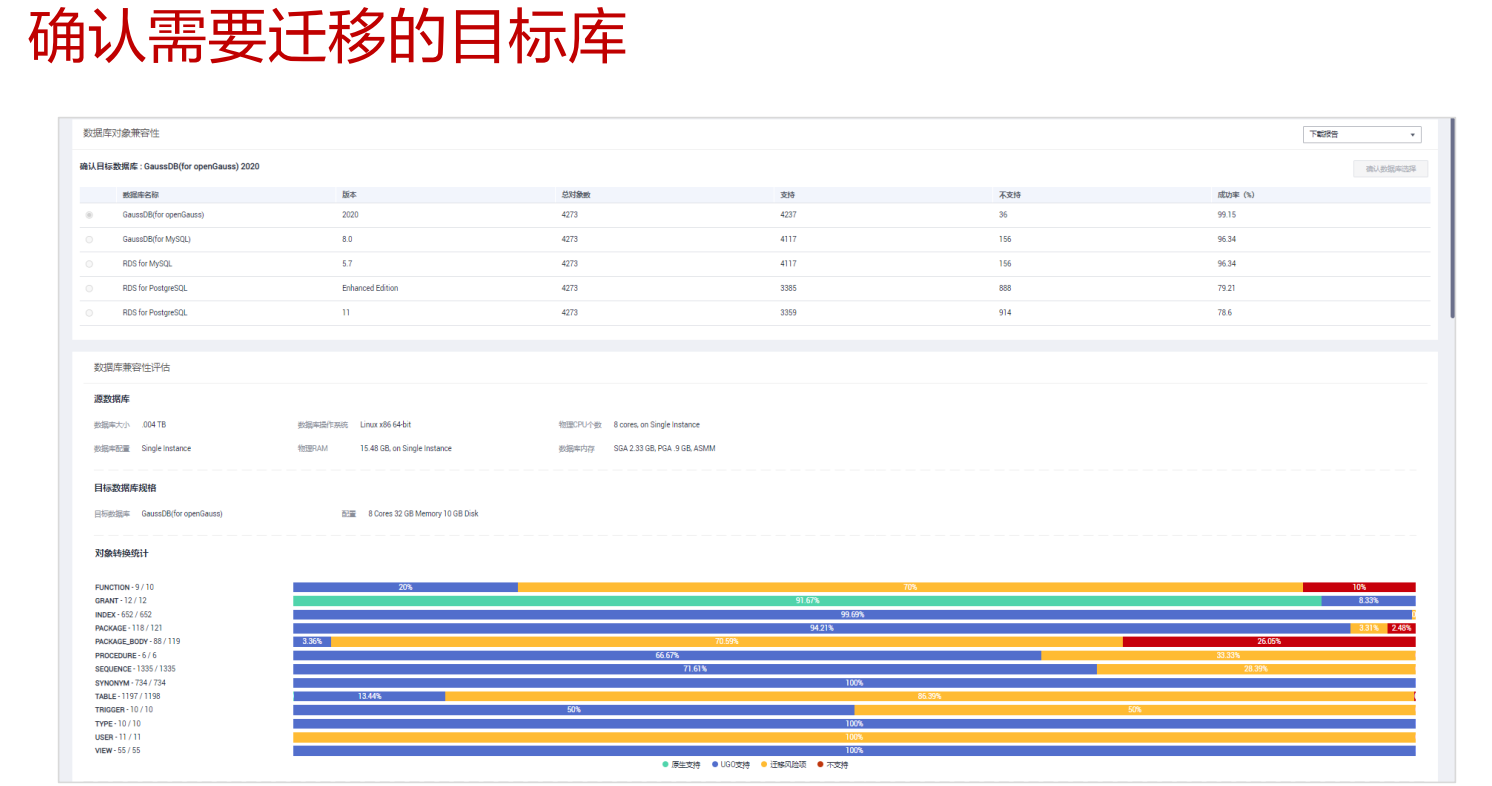 确认需要迁移的目标库
数据库对象兼容性 下载报告
确认目标数据库 : GaussDB(for openGauss) 2020 确认数据库选择
数据库名称 版本 总对象数 支持 不支持 成功率（%)
GaussDB(for openGauss) 2020 4273 4237 36 99.15
GaussDB(for MySQL) 8.0 4273 4117 156 96.34
RDS for MySQL 5.7 4273 4117 156 96.34
RDS for PostgreSQL Enhanced Edition 4273 3385 888 79.21
RDS for PostgreSQL 11 4273 3359 914 78.6
数据库兼容性评估
源数据库
数据库大小 .004 TB 数据库操作系统 Linux x86 64-bit 物理CPU个数 8 cores, on Single Instance
数据库配置 Single Instance 物理RAM 15.48 GB, on Single Instance 数据库内存 SGA 2.33 GB, PGA .9 GB, ASMM
目标数据库规格
目标数据库 GaussDB(for openGauss) 配置 8 Cores 32 GB Memory 10 GB Disk
对象转换统计
FUNCTION - 9 / 10 20% 70% 10%
GRANT - 12 / 12 91.67% 8.33%
INDEX - 652 / 652 99.69%
PACKAGE - 118 / 121 94.21% 3.31% 2.48%
PACKAGE_BODY - 88 / 119 3.36% 70.59% 26.05%
PROCEDURE - 6 / 6 66.67% 33.33%
SEQUENCE - 1335 / 1335 71.61% 28.39%
SYNONYM - 734 / 734 100%
TABLE - 1197 / 1198 13.44% 86.39%
TRIGGER - 10 / 10 50% 50%
TYPE - 10 / 10 100%
USER - 11 / 11 100%
VIEW - 55 / 55 100%
原生支持 UGO支持 迁移风险项 不支持